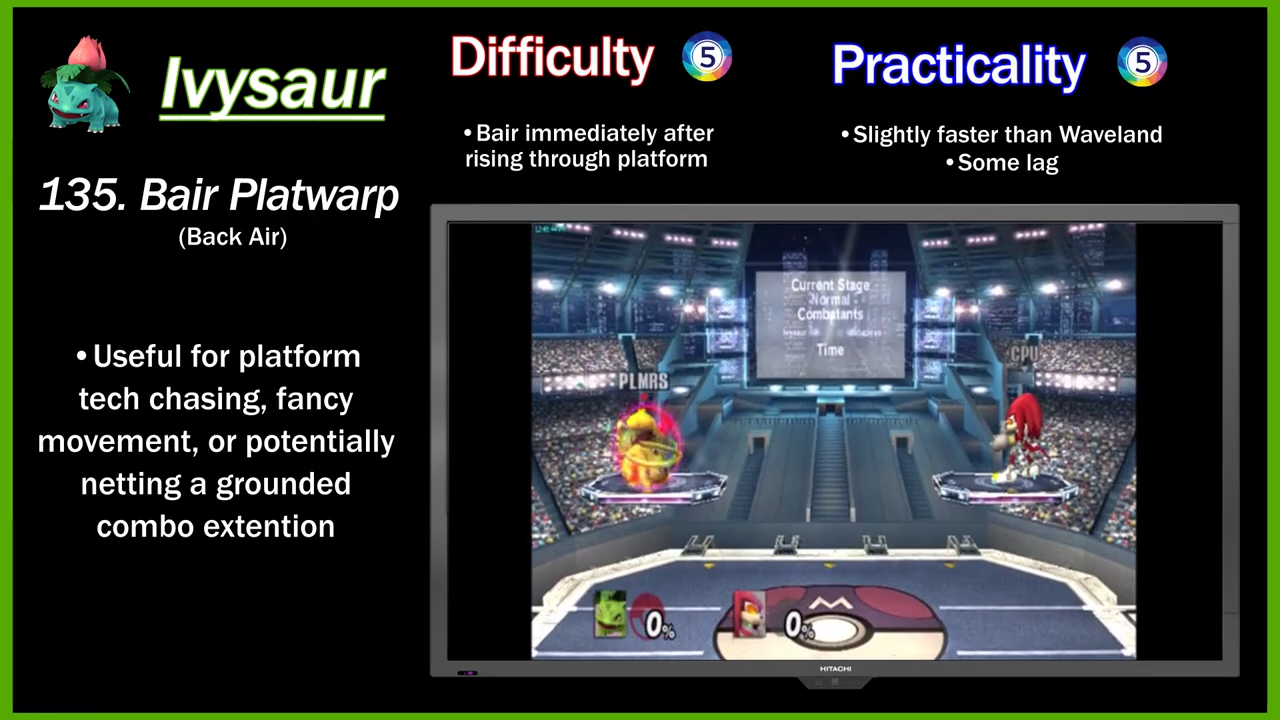 Ivysaur
135. Bair Platwarp
(Back Air)
• Useful for platform
tech chasing, fancy
movement, or potentially
netting a grounded
combo extention
Difficulty 5
• Bair immediately after
rising through platform
Practicality 5
• Slightly faster than Waveland
• Some lag
Current Stage
Normal
Combatants
Ivysaur
Time
PLMRS
CPU
0%
0%
HITACHI